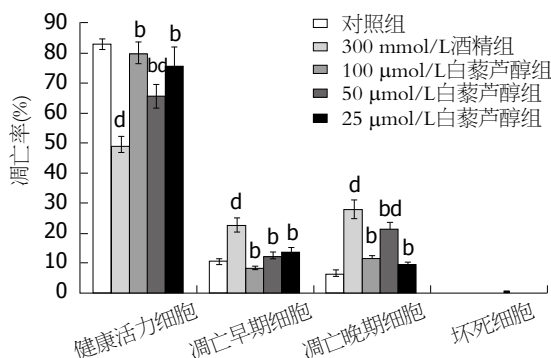 90
80
70
60
50
40
30
20
10
0
凋亡率(%)
对照组
300 mmol/L酒精组
100 μmol/L白藜芦醇组
50 μmol/L白藜芦醇组
25 μmol/L白藜芦醇组
d
b
bd
b
d
b
b
b
d
b
bd
b
健康活力细胞
凋亡早期细胞
凋亡晚期细胞
坏死细胞